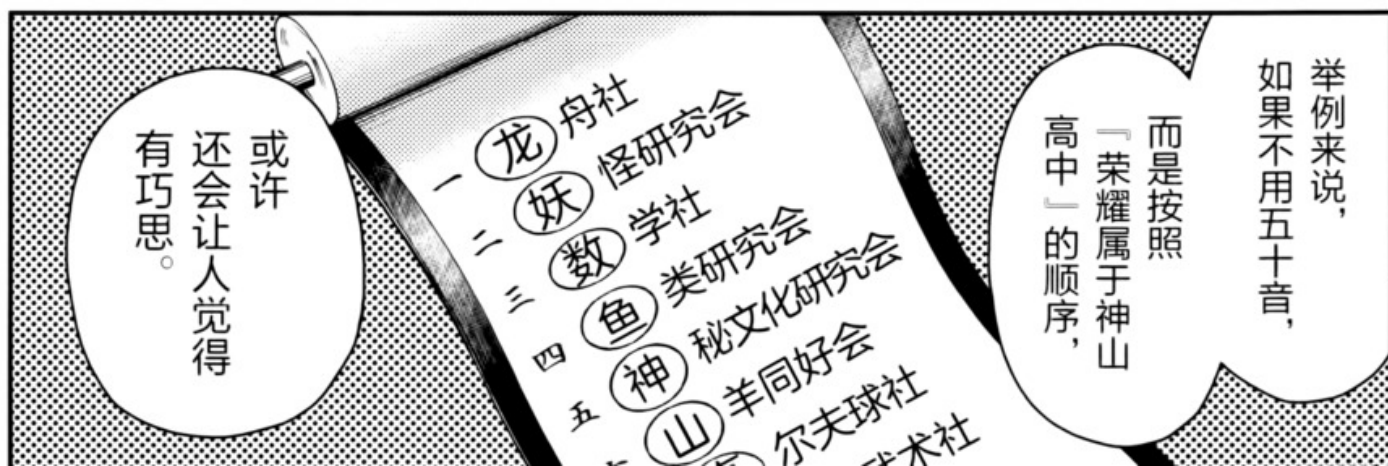 举例来说，
如果不用五十音，
而是按照
『荣耀属于神山
高中』的顺序，
一 龙舟社
二 妖怪研究会
三 数学社
四 鱼类研究会
五 神秘文化研究会
山羊同好会
尔夫球社
术社
或许
还会让人觉得
有巧思。